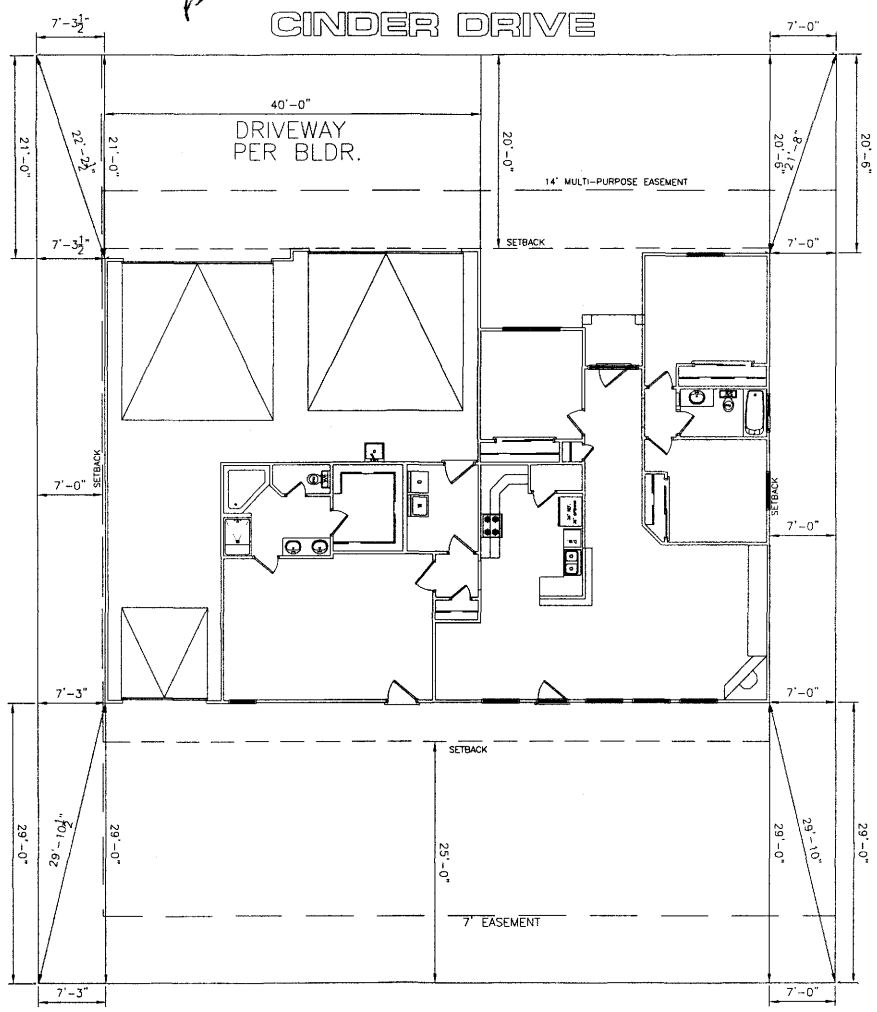 CINDER DRIVE
7'-3½"
7'-0"
40'-0"
DRIVEWAY
PER BLDR.
21'-0"
22'-2½"
21'-0"
20'-0"
20'-6"
21'-8"
20'-6"
14' MULTI-PURPOSE EASEMENT
7'-3½"
SETBACK
7'-0"
SETBACK
7'-0"
SETBACK
7'-0"
7'-3"
7'-0"
SETBACK
29'-0"
29'-10½"
29'-0"
25'-0"
29'-0"
29'-10"
29'-0"
7' EASEMENT
7'-3"
7'-0"